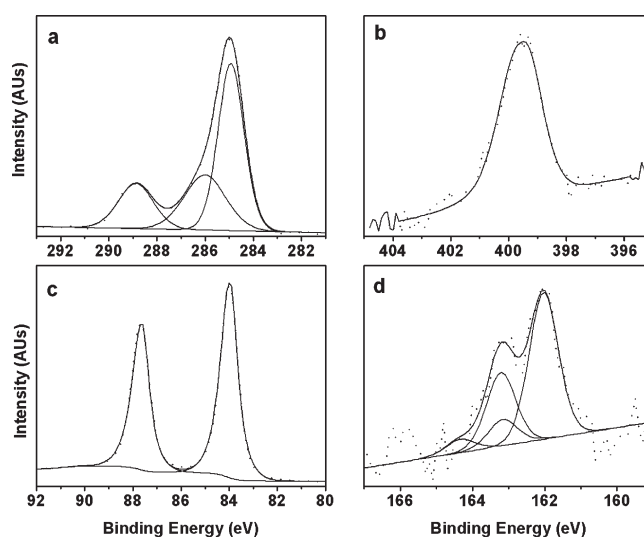 a
b
Intensity (AUs)
292 290 288 286 284 282
404 402 400 398 396
c
d
Intensity (AUs)
92 90 88 86 84 82 80
166 164 162 160
Binding Energy (eV)
Binding Energy (eV)